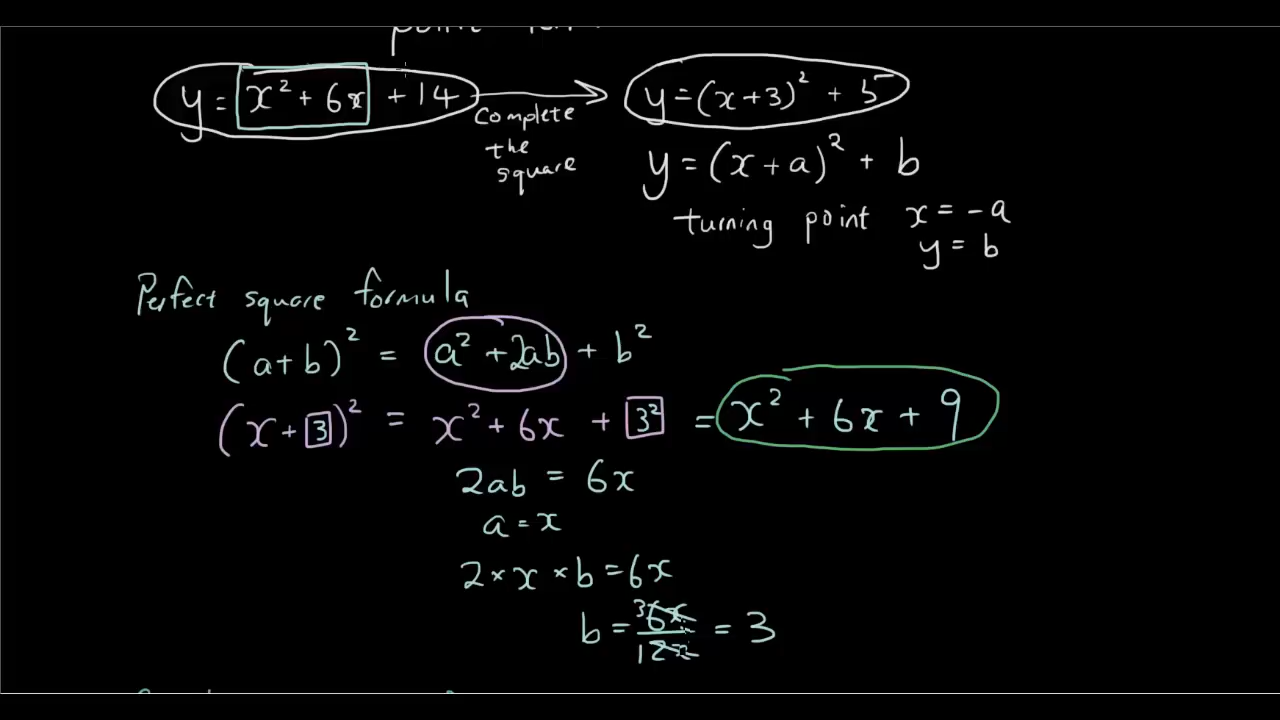 y = x² + 6x + 14
Complete
the
square
y = (x+3)² + 5
y = (x + a)² + b
turning point x = -a
y = b
Perfect square formula
(a+b)² = a² + 2ab + b²
(x + 3)² = x² + 6x + 3² = x² + 6x + 9
2ab = 6x
a = x
2 × x × b = 6x
b = 6x/2x = 3